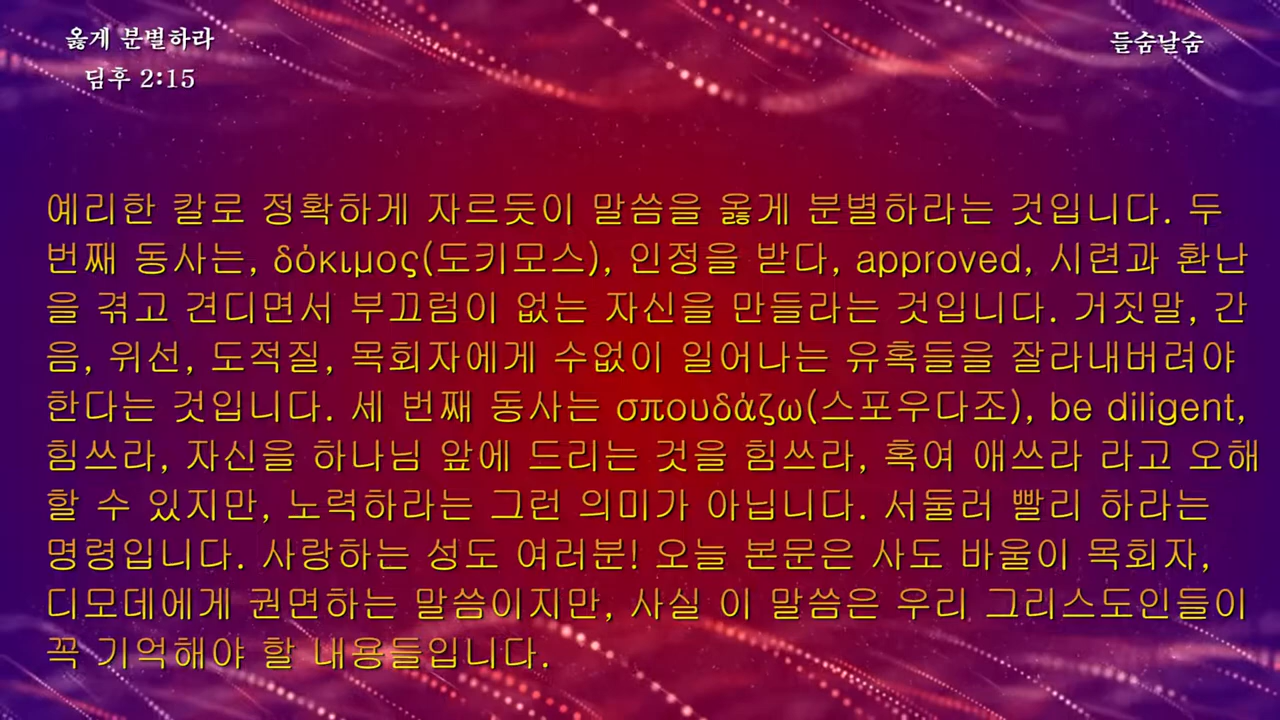 옳게 분별하라
딤후 2:15
들숨날숨
예리한 칼로 정확하게 자르듯이 말씀을 옳게 분별하라는 것입니다. 두
번째 동사는, δόκιμος(도키모스), 인정을 받다, approved, 시련과 환난
을 겪고 견디면서 부끄럼이 없는 자신을 만들라는 것입니다. 거짓말, 간
음, 위선, 도적질, 목회자에게 수없이 일어나는 유혹들을 잘라내버려야
한다는 것입니다. 세 번째 동사는 σπουδάζω(스포우다조), be diligent,
힘쓰라, 자신을 하나님 앞에 드리는 것을 힘쓰라, 혹여 애쓰라 라고 오해
할 수 있지만, 노력하라는 그런 의미가 아닙니다. 서둘러 빨리 하라는
명령입니다. 사랑하는 성도 여러분! 오늘 본문은 사도 바울이 목회자,
디모데에게 권면하는 말씀이지만, 사실 이 말씀은 우리 그리스도인들이
꼭 기억해야 할 내용들입니다.